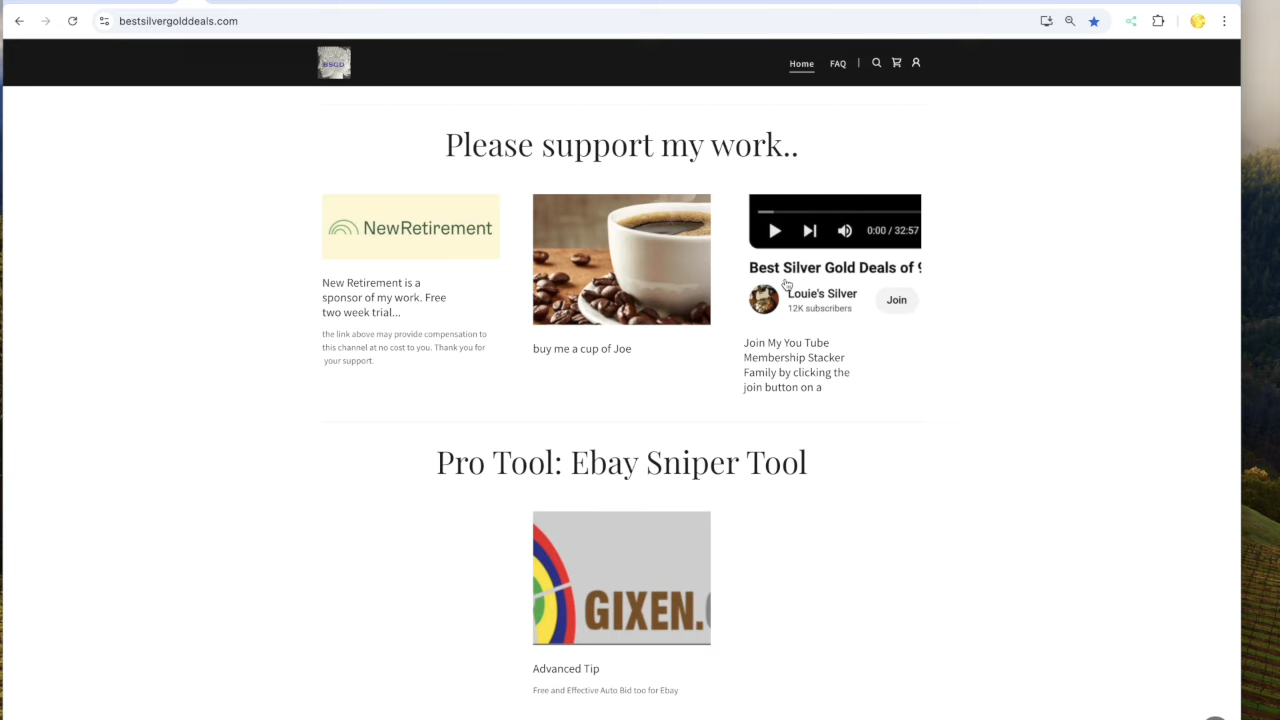 bestsilvergolddeals.com
BSGD
Home
FAQ
Please support my work..
NewRetirement
New Retirement is a
sponsor of my work. Free
two week trial...
the link above may provide compensation to
this channel at no cost to you. Thank you for
your support.
buy me a cup of Joe
0:00 / 32:57
Best Silver Gold Deals of
Louie's Silver
12K subscribers
Join
Join My You Tube
Membership Stacker
Family by clicking the
join button on a
Pro Tool: Ebay Sniper Tool
GIXEN.
Advanced Tip
Free and Effective Auto Bid too for Ebay